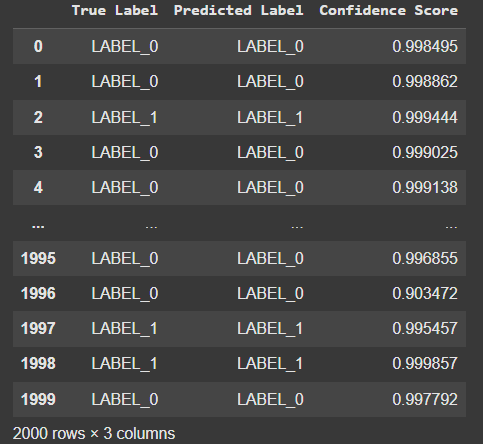 True Label Predicted Label Confidence Score
0 LABEL_0 LABEL_0 0.998495
1 LABEL_0 LABEL_0 0.998862
2 LABEL_1 LABEL_1 0.999444
3 LABEL_0 LABEL_0 0.999025
4 LABEL_0 LABEL_0 0.999138
... ... ... ...
1995 LABEL_0 LABEL_0 0.996855
1996 LABEL_0 LABEL_0 0.903472
1997 LABEL_1 LABEL_1 0.995457
1998 LABEL_1 LABEL_1 0.999857
1999 LABEL_0 LABEL_0 0.997792
2000 rows × 3 columns